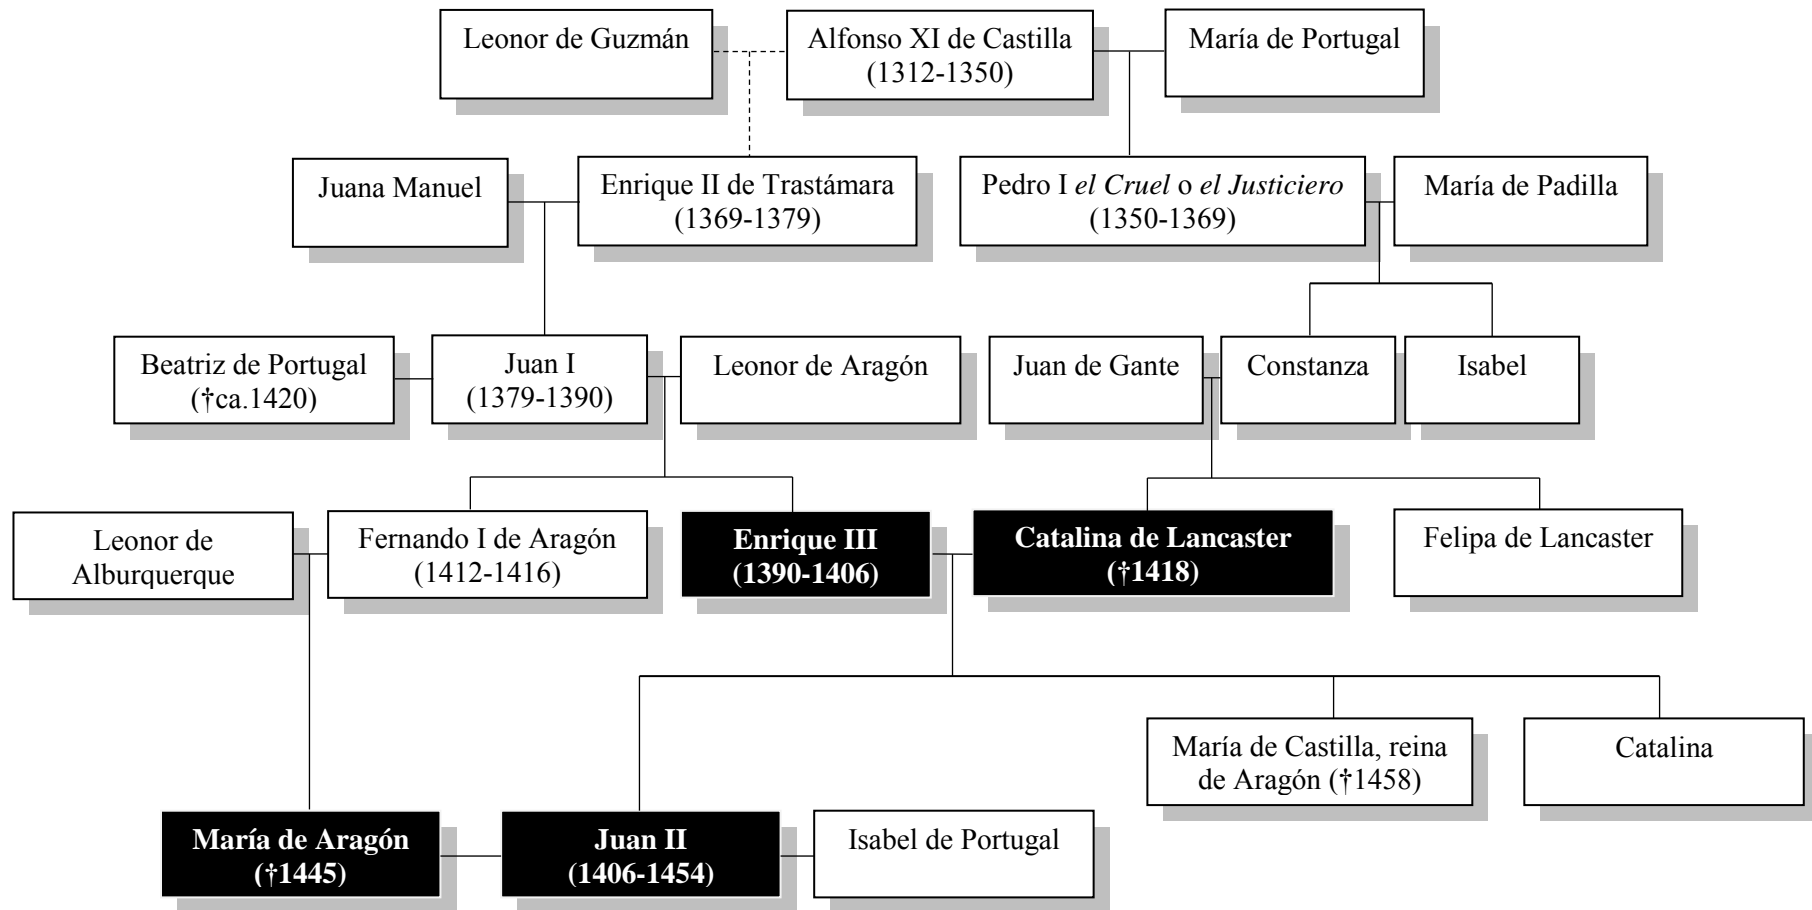 Leonor de Guzmán
Alfonso XI de Castilla
(1312-1350)
María de Portugal
Juana Manuel
Enrique II de Trastámara
(1369-1379)
Pedro I el Cruel o el Justiciero
(1350-1369)
María de Padilla
Beatriz de Portugal
(†ca.1420)
Juan I
(1379-1390)
Leonor de Aragón
Juan de Gante
Constanza
Isabel
Leonor de
Alburquerque
Fernando I de Aragón
(1412-1416)
Enrique III
(1390-1406)
Catalina de Lancaster
(†1418)
Felipa de Lancaster
María de Castilla, reina
de Aragón (†1458)
Catalina
María de Aragón
(†1445)
Juan II
(1406-1454)
Isabel de Portugal